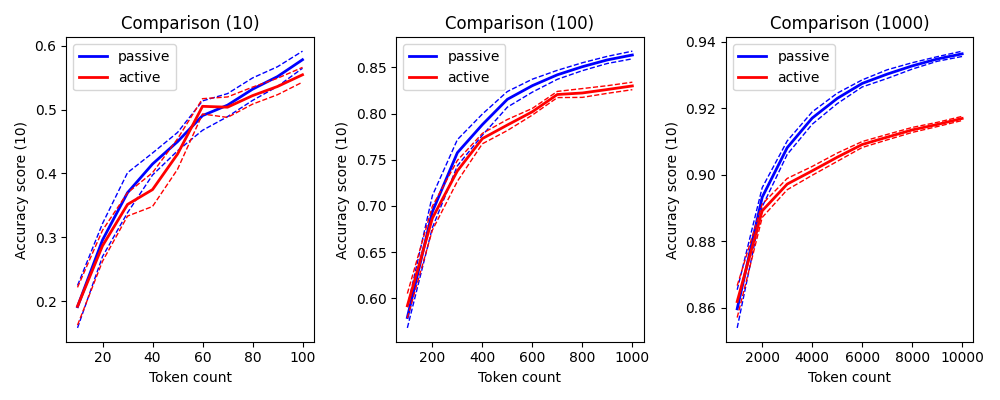 Comparison (10)
Accuracy score (10)
0.6
0.5
0.4
0.3
0.2
passive
active
20 40 60 80 100
Token count
Comparison (100)
Accuracy score (10)
0.85
0.80
0.75
0.70
0.65
0.60
passive
active
200 400 600 800 1000
Token count
Comparison (1000)
Accuracy score (10)
0.94
0.92
0.90
0.88
0.86
passive
active
2000 4000 6000 8000 10000
Token count